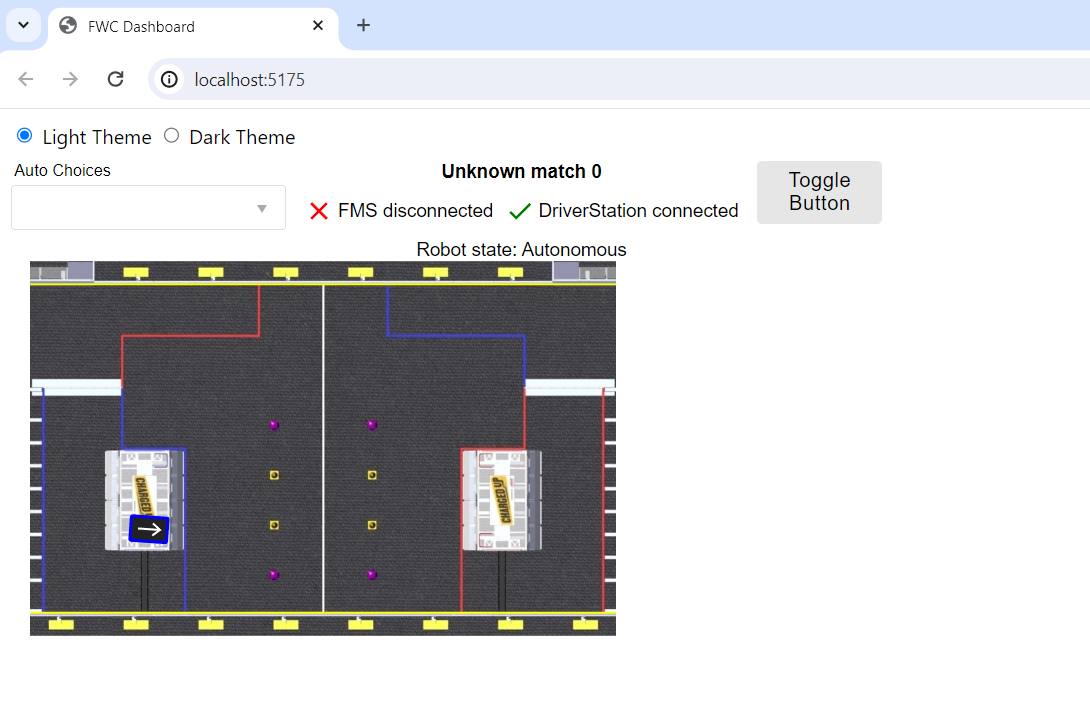 FWC Dashboard
localhost:5175
Light Theme Dark Theme
Auto Choices
Unknown match 0
Toggle
Button
FMS disconnected
DriverStation connected
Robot state: Autonomous
CHARGED UP
CHARGED UP